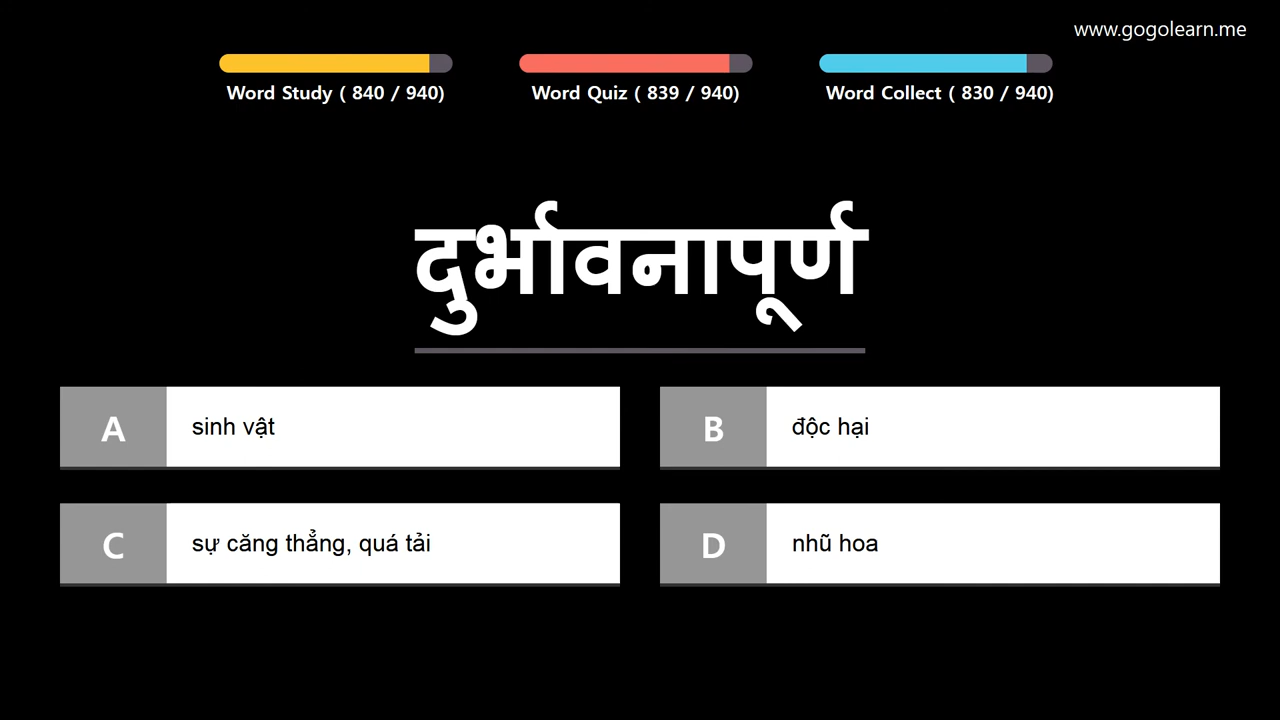 www.gogolearn.me
Word Study ( 840 / 940)
Word Quiz ( 839 / 940)
Word Collect ( 830 / 940)
दुर्भावनापूर्ण
A sinh vật
B độc hại
C sự căng thẳng, quá tải
D nhũ hoa